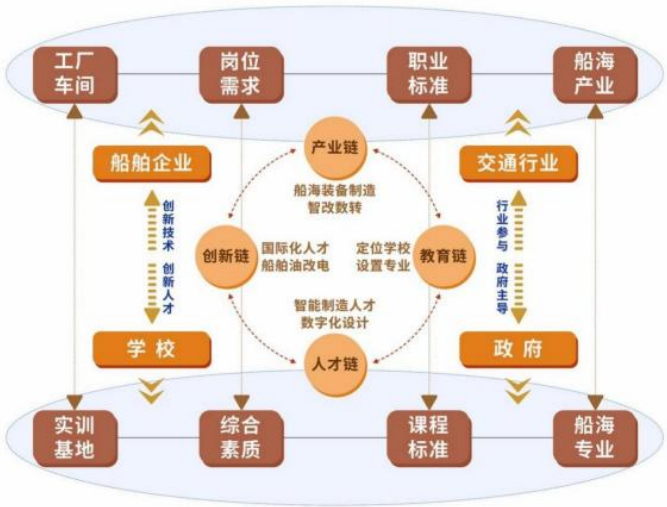 工厂
车间
岗位
需求
职业
标准
船海
产业
船舶企业
产业链
交通行业
船海装备制造
智改数转
创新技术 创新人才
创新链
国际化人才
船舶油改电
定位学校
设置专业
教育链
行业参与 政府主导
智能制造人才
数字化设计
学校
人才链
政府
实训
基地
综合
素质
课程
标准
船海
专业